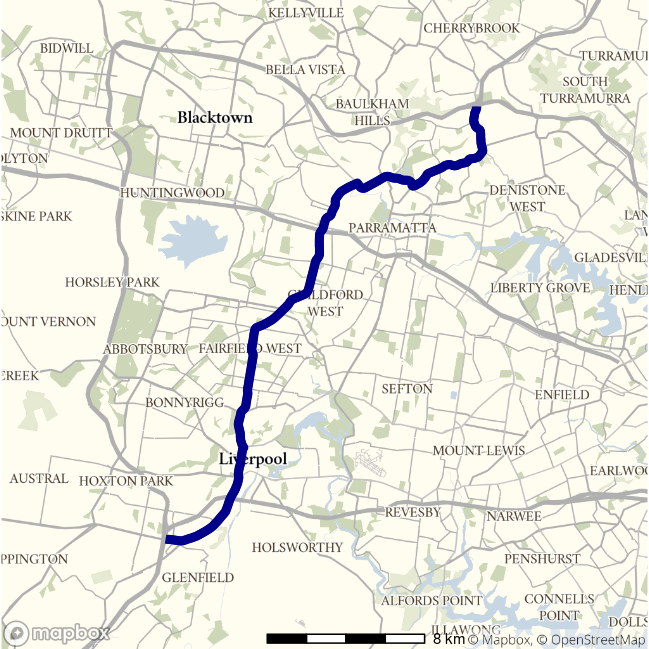 KELLYVILLE
CHERRYBROOK
BIDWILL
TURRAMU
BELLA VISTA
SOUTH
TURRAMURRA
BAULKHAM
HILLS
Blacktown
MOUNT DRUITT
OLYTON
HUNTINGWOOD
DENISTONE
WEST
SKINE PARK
LAN
PARRAMATTA
W
GLADESVIL
HORSLEY PARK
LIBERTY GROVE
HENLE
GUILDFORD
WEST
OUNT VERNON
ABBOTSBURY
FAIRFIELD WEST
CREEK
SEFTON
ENFIELD
BONNYRIGG
MOUNT LEWIS
Liverpool
EARLWOO
AUSTRAL
HOXTON PARK
REVESBY
NARWEE
HOLSWORTHY
PPINGTON
PENSHURST
GLENFIELD
ALFORDS POINT
CONNELLS
POINT
DOLLS
ILLAWONG
mapbox
8 km
© Mapbox, © OpenStreetMap